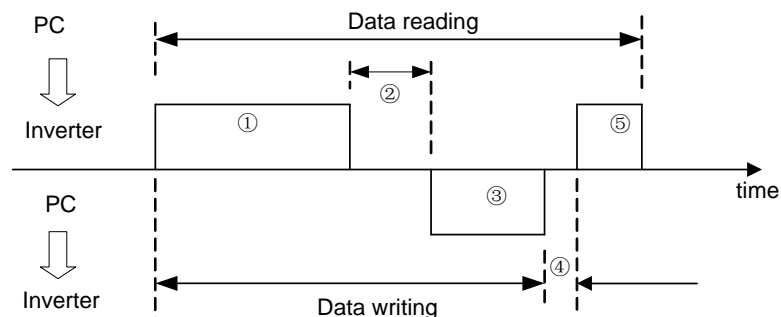 PC
Data reading
②
①
⑤
Inverter
time
PC
③
④
Inverter
Data writing